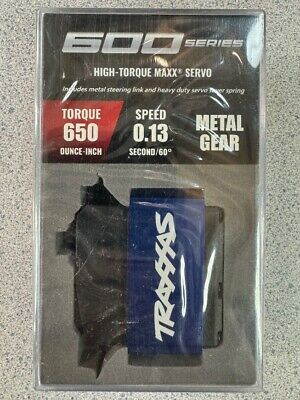 600 SERIES
HIGH-TORQUE MAXX® SERVO
Includes metal steering link and heavy duty servo saver spring
TORQUE
650
OUNCE-INCH
SPEED
0.13
SECOND/60°
METAL
GEAR
TRAXXAS